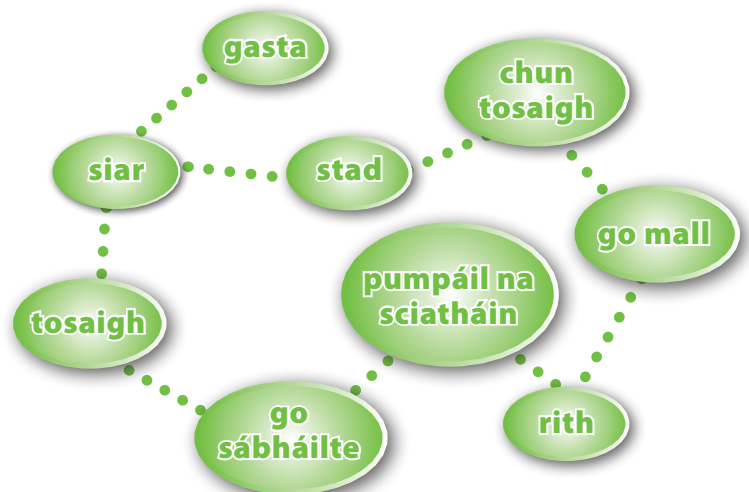 gasta
chun
tosaigh
siar
stad
go mall
pumpáil na
sciatháin
tosaigh
go
sábháilte
rith